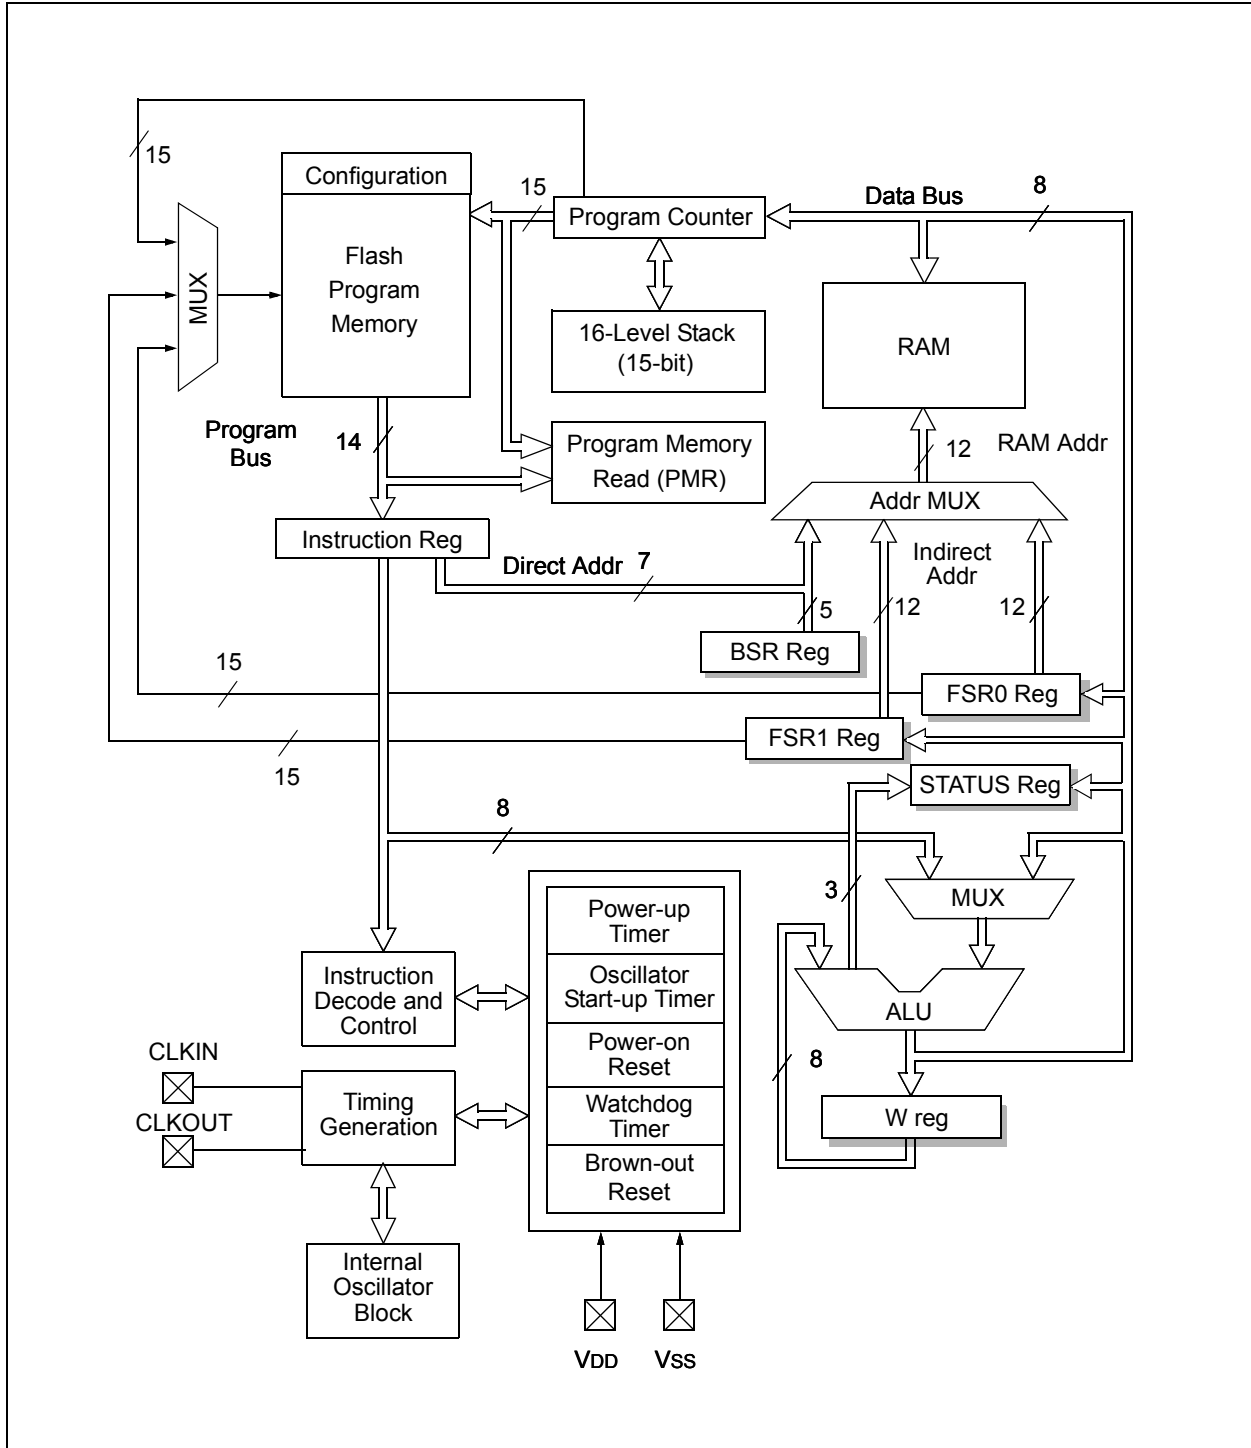 15
Configuration
15
Program Counter
Data Bus
8
MUX
Flash
Program
Memory
16-Level Stack
(15-bit)
RAM
Program
Bus
14
Program Memory
Read (PMR)
12
RAM Addr
Addr MUX
Instruction Reg
Direct Addr
7
Indirect
Addr
5
12
12
BSR Reg
15
FSR0 Reg
FSR1 Reg
15
STATUS Reg
8
3
MUX
Power-up
Timer
Instruction
Decode and
Control
Oscillator
Start-up Timer
ALU
CLKIN
Power-on
Reset
8
CLKOUT
Timing
Generation
Watchdog
Timer
W reg
Brown-out
Reset
Internal
Oscillator
Block
VDD
VSS